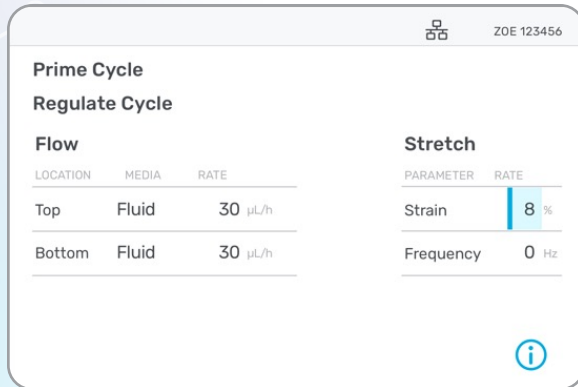 ZOE 123456
Prime Cycle
Regulate Cycle
Flow
LOCATION MEDIA RATE
Top Fluid 30 µL/h
Bottom Fluid 30 µL/h
Stretch
PARAMETER RATE
Strain 8 %
Frequency 0 Hz
i